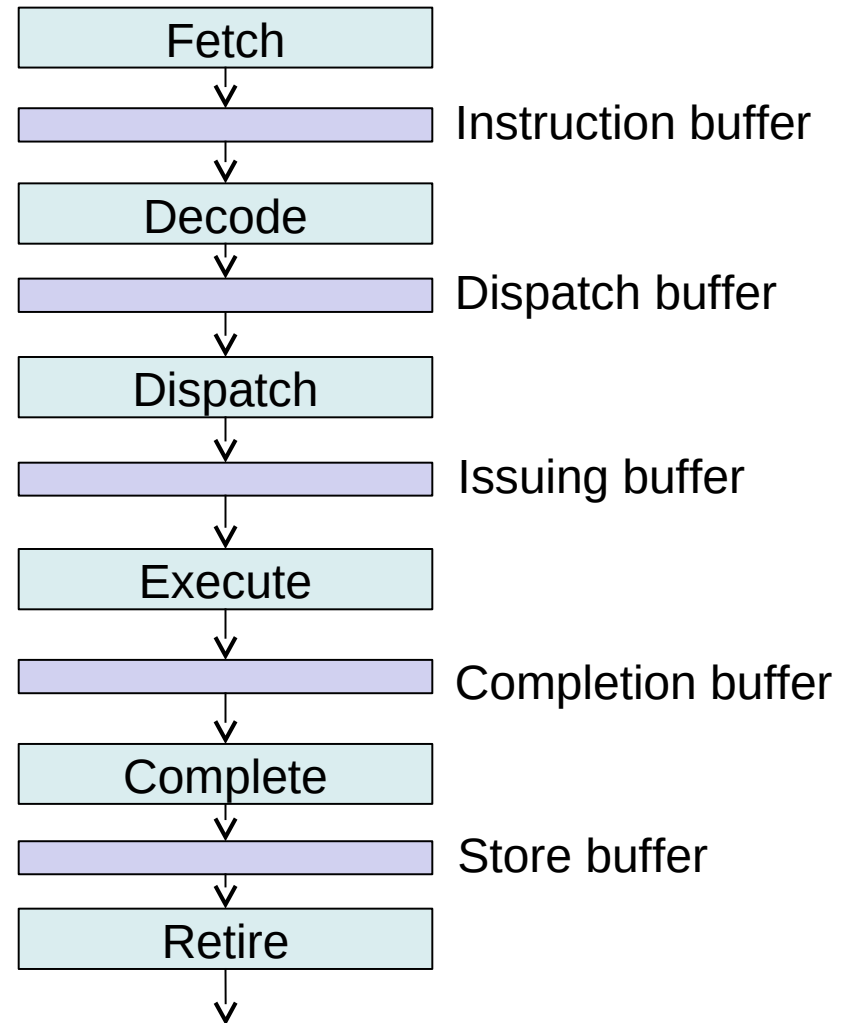 Fetch
Instruction buffer
Decode
Dispatch buffer
Dispatch
Issuing buffer
Execute
Completion buffer
Complete
Store buffer
Retire